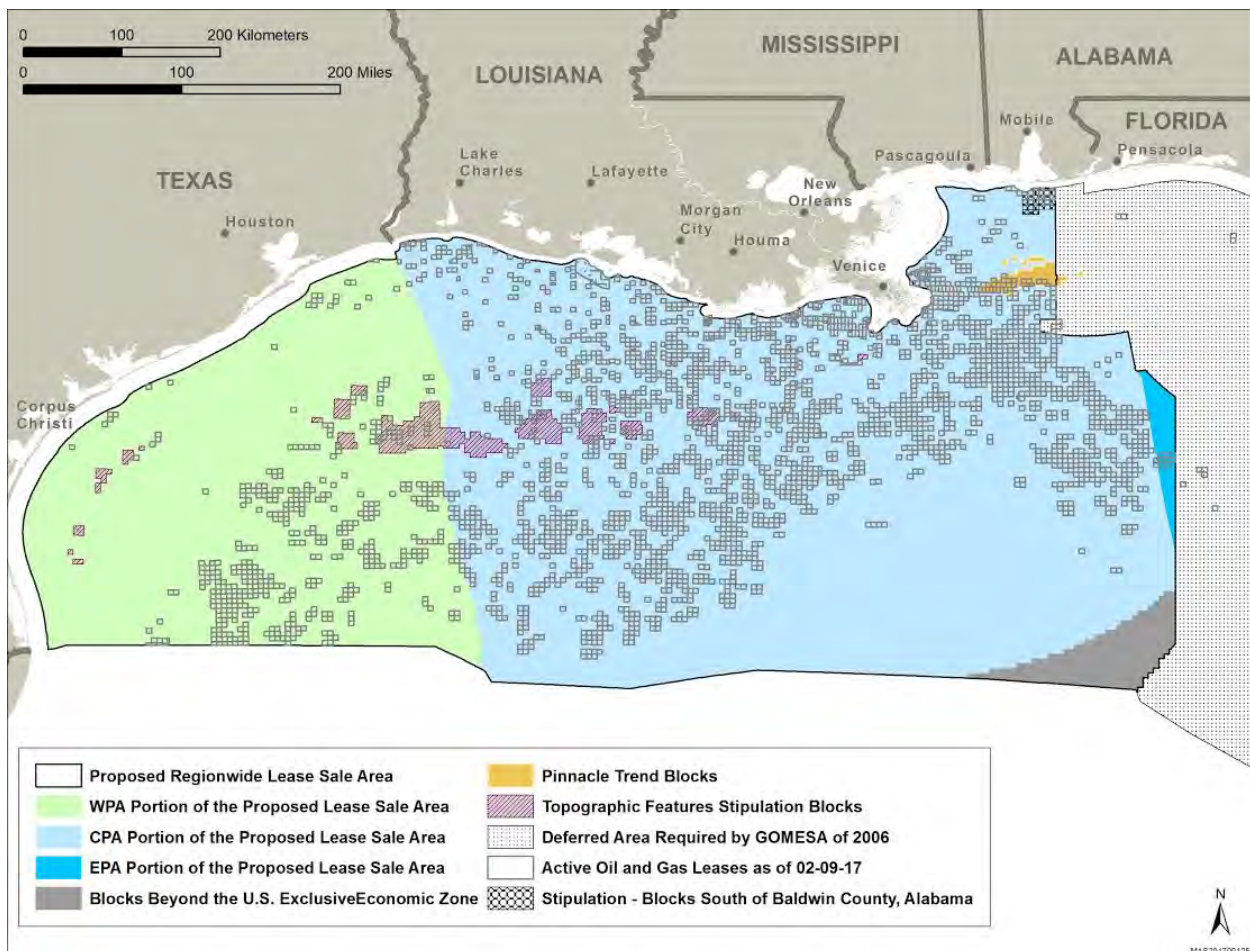 0 100 200 Kilometers
0 100 200 Miles
MISSISSIPPI
ALABAMA
LOUISIANA
FLORIDA
TEXAS
Mobile
Pensacola
Pascagoula
Lake
Charles
Lafayette
New
Orleans
Houston
Morgan
City
Houma
Venice
Corpus
Christi
Proposed Regionwide Lease Sale Area
WPA Portion of the Proposed Lease Sale Area
CPA Portion of the Proposed Lease Sale Area
EPA Portion of the Proposed Lease Sale Area
Blocks Beyond the U.S. ExclusiveEconomic Zone
Pinnacle Trend Blocks
Topographic Features Stipulation Blocks
Deferred Area Required by GOMESA of 2006
Active Oil and Gas Leases as of 02-09-17
Stipulation - Blocks South of Baldwin County, Alabama
N